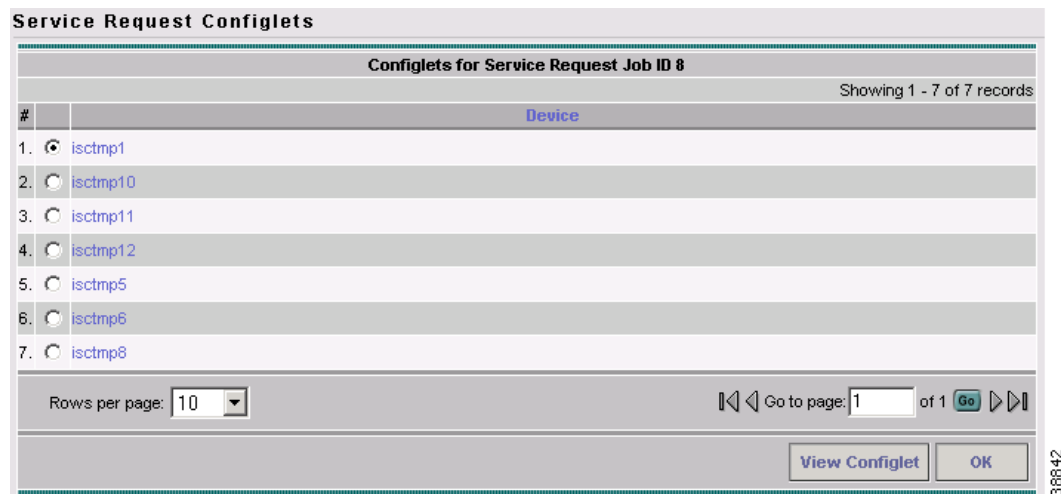 Service Request Configlets
Configlets for Service Request Job ID 8
Showing 1 - 7 of 7 records
# Device
1. isctmp1
2. isctmp10
3. isctmp11
4. isctmp12
5. isctmp5
6. isctmp6
7. isctmp8
Rows per page: 10 Go to page: 1 of 1 Go
View Configlet OK